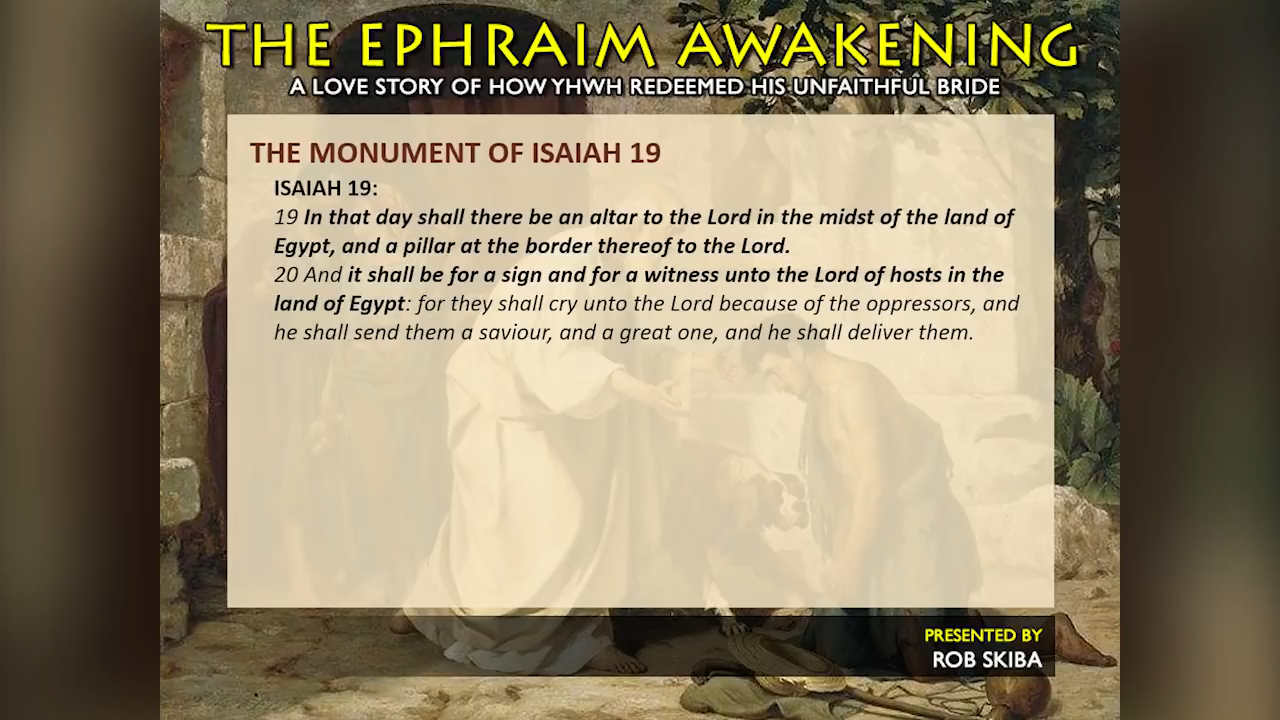 THE EPHRAIM AWAKENING
A LOVE STORY OF HOW YHWH REDEEMED HIS UNFAITHFUL BRIDE
THE MONUMENT OF ISAIAH 19
ISAIAH 19:
19 In that day shall there be an altar to the Lord in the midst of the land of
Egypt, and a pillar at the border thereof to the Lord.
20 And it shall be for a sign and for a witness unto the Lord of hosts in the
land of Egypt: for they shall cry unto the Lord because of the oppressors, and
he shall send them a saviour, and a great one, and he shall deliver them.
PRESENTED BY
ROB SKIBA